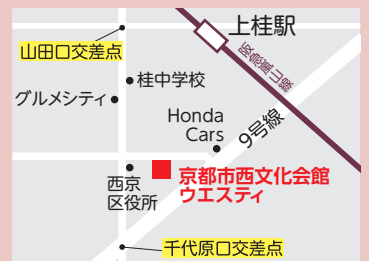 上桂駅
阪急嵐山線
山田口交差点
桂中学校
グルメシティ
Honda
Cars
9号線
西京
区役所
京都市西文化会館
ウエスティ
千代原口交差点